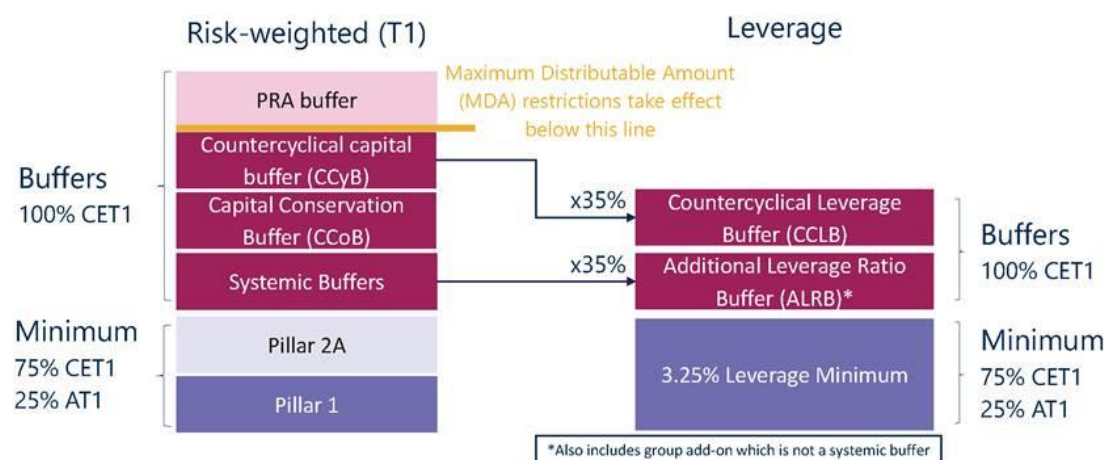 Risk-weighted (T1)
Leverage
Maximum Distributable Amount
(MDA) restrictions take effect
below this line
PRA buffer
Countercyclical capital
buffer (CCyB)
Capital Conservation
Buffer (CCoB)
Systemic Buffers
Buffers
100% CET1
x35%
x35%
Countercyclical Leverage
Buffer (CCLB)
Additional Leverage Ratio
Buffer (ALRB)*
Buffers
100% CET1
Minimum
75% CET1
25% AT1
Pillar 2A
Pillar 1
3.25% Leverage Minimum
Minimum
75% CET1
25% AT1
*Also includes group add-on which is not a systemic buffer